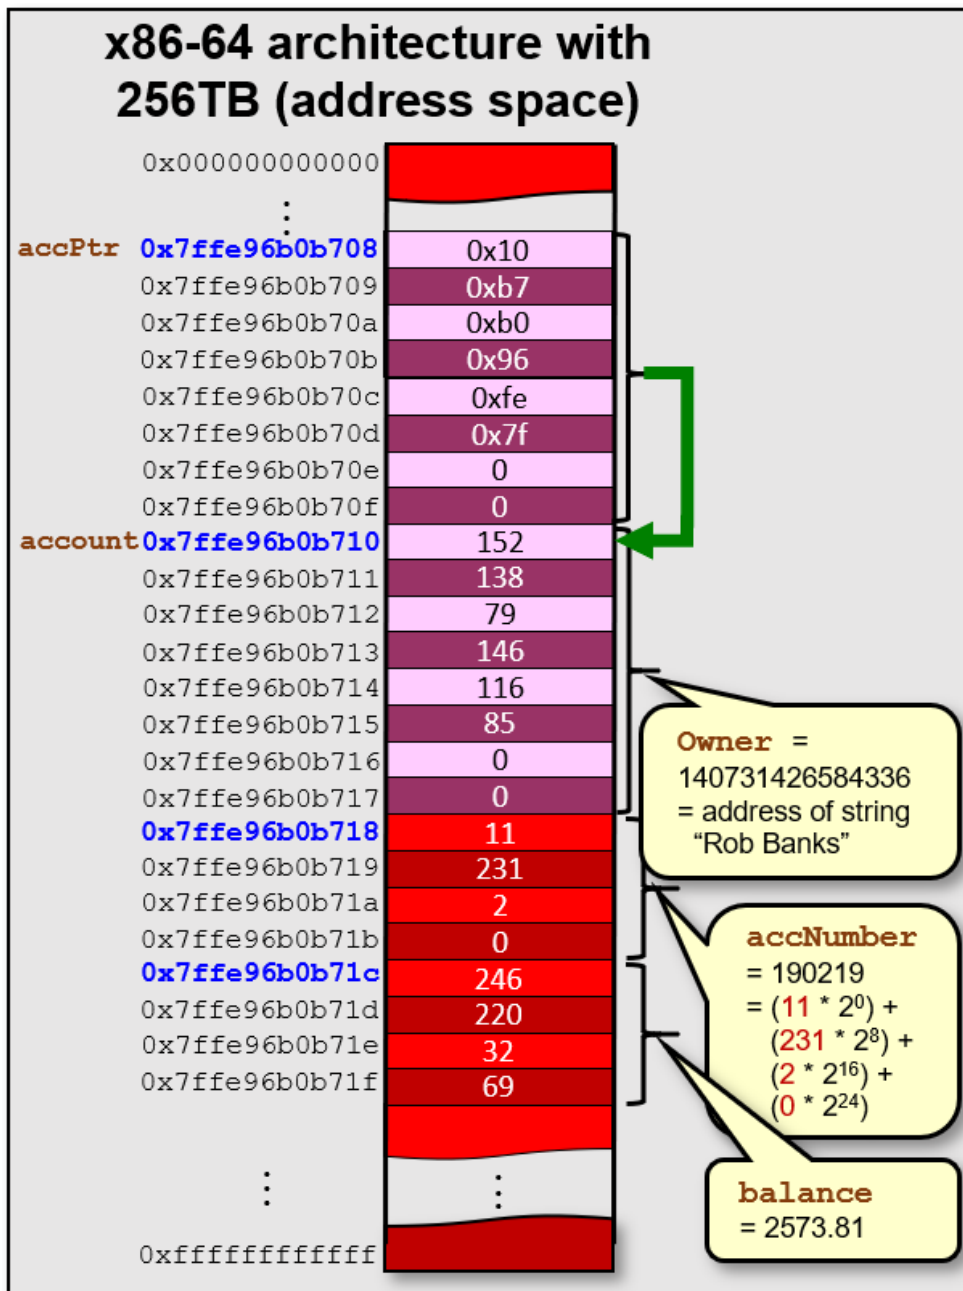 x86-64 architecture with
256TB (address space)
0x000000000000
⋮
accPtr 0x7ffe96b0b708 0x10
0x7ffe96b0b709 0xb7
0x7ffe96b0b70a 0xb0
0x7ffe96b0b70b 0x96
0x7ffe96b0b70c 0xfe
0x7ffe96b0b70d 0x7f
0x7ffe96b0b70e 0
0x7ffe96b0b70f 0
account 0x7ffe96b0b710 152
0x7ffe96b0b711 138
0x7ffe96b0b712 79
0x7ffe96b0b713 146
0x7ffe96b0b714 116
0x7ffe96b0b715 85
0x7ffe96b0b716 0
0x7ffe96b0b717 0
0x7ffe96b0b718 11
0x7ffe96b0b719 231
0x7ffe96b0b71a 2
0x7ffe96b0b71b 0
0x7ffe96b0b71c 246
0x7ffe96b0b71d 220
0x7ffe96b0b71e 32
0x7ffe96b0b71f 69
⋮ ⋮
0xffffffffffff
Owner =
140731426584336
= address of string
“Rob Banks”
accNumber
= 190219
= (11 * 2⁰) +
(231 * 2⁸) +
(2 * 2¹⁶) +
(0 * 2²⁴)
balance
= 2573.81